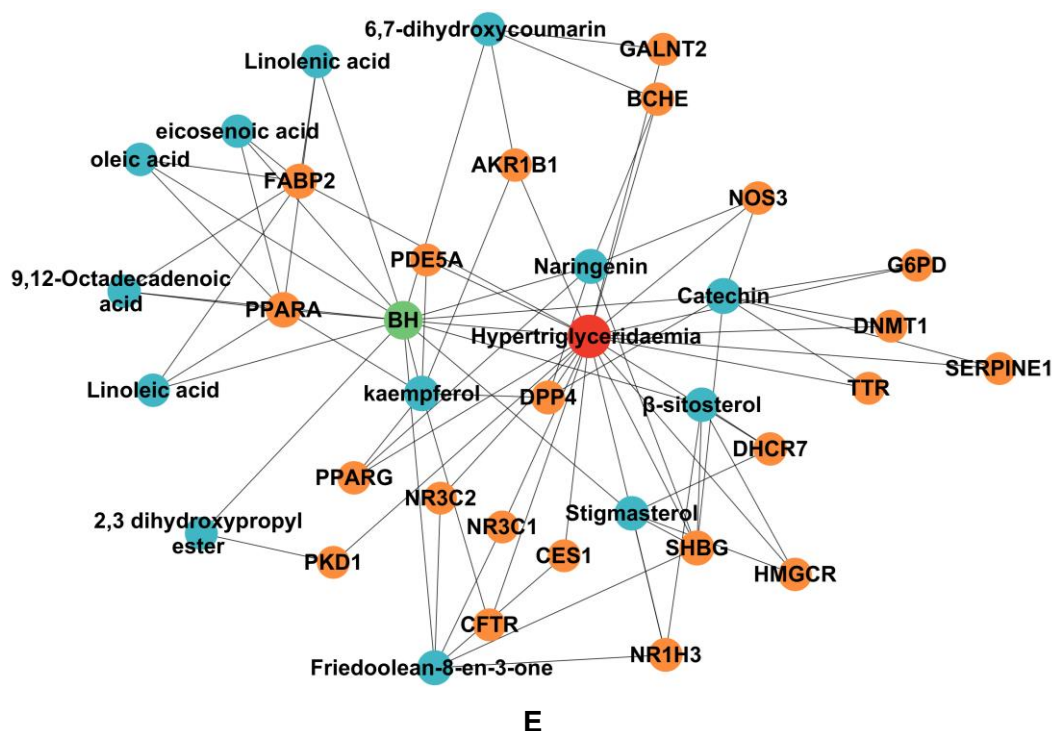 6,7-dihydroxycoumarin
GALNT2
Linolenic acid
BCHE
eicosenoic acid
oleic acid
AKR1B1
FABP2
NOS3
PDE5A
Naringenin
G6PD
9,12-Octadecadenoic
acid
Catechin
PPARA
BH
DNMT1
Hypertriglyceridaemia
SERPINE1
Linoleic acid
kaempferol
DPP4
TTR
β-sitosterol
DHCR7
PPARG
NR3C2
2,3 dihydroxypropyl
ester
NR3C1
Stigmasterol
PKD1
CES1
SHBG
HMGCR
CFTR
NR1H3
Friedoolean-8-en-3-one
E